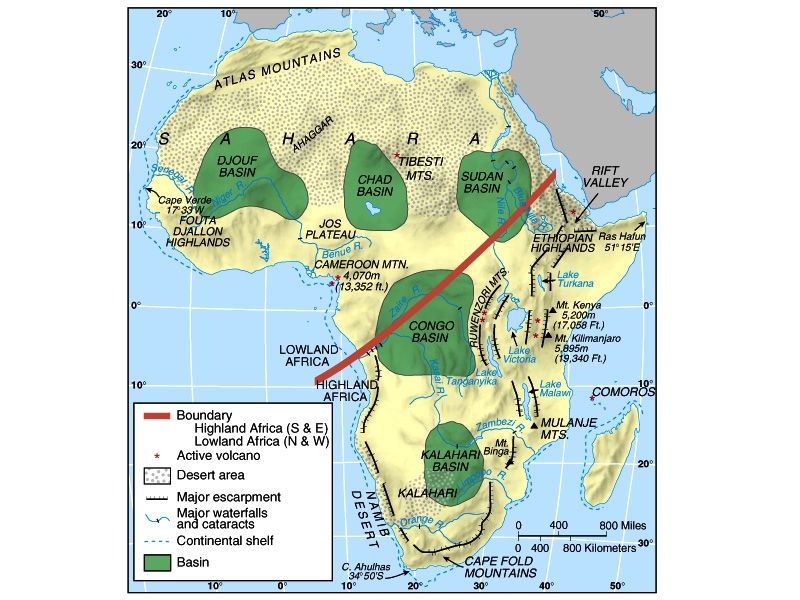 20°
10°
0°
10°
50°
30°
ATLAS MOUNTAINS
S A H A R A
AHAGGAR
20°
20°
DJOUF
BASIN
CHAD
BASIN
TIBESTI
MTS.
SUDAN
BASIN
RIFT
VALLEY
Senegal R.
Niger R.
Cape Verde
17°33'W
FOUTA
DJALLON
HIGHLANDS
10°
JOS
PLATEAU
Benue R.
Nile R.
Blue Nile R.
ETHIOPIAN
HIGHLANDS
Ras Hafun
51°15'E
CAMEROON MTN.
4,070m
(13,352 ft.)
Lake
Turkana
RUWENZORI MTS.
0°
0°
Zaire R.
CONGO
BASIN
Mt. Kenya
5,200m
(17,058 Ft.)
Mt. Kilimanjaro
5,895m
(19,340 Ft.)
Lake
Victoria
LOWLAND
AFRICA
HIGHLAND
AFRICA
Kasai R.
Lake
Tanganyika
10°
10°
Lake
Malawi
COMOROS
Zambezi R.
MULANJE
MTS.
Mt.
Binga
KALAHARI
BASIN
20°
KALAHARI
Limpopo R.
NAMIB
DESERT
Orange R.
30°
CAPE FOLD
MOUNTAINS
C. Ahulhas
34°50'S
Boundary
Highland Africa (S & E)
Lowland Africa (N & W)
Active volcano
Desert area
Major escarpment
Major waterfalls
and cataracts
Continental shelf
Basin
0 400 800 Miles
0 400 800 Kilometers
20°
10°
0°
10°
20°
30°
40°
50°